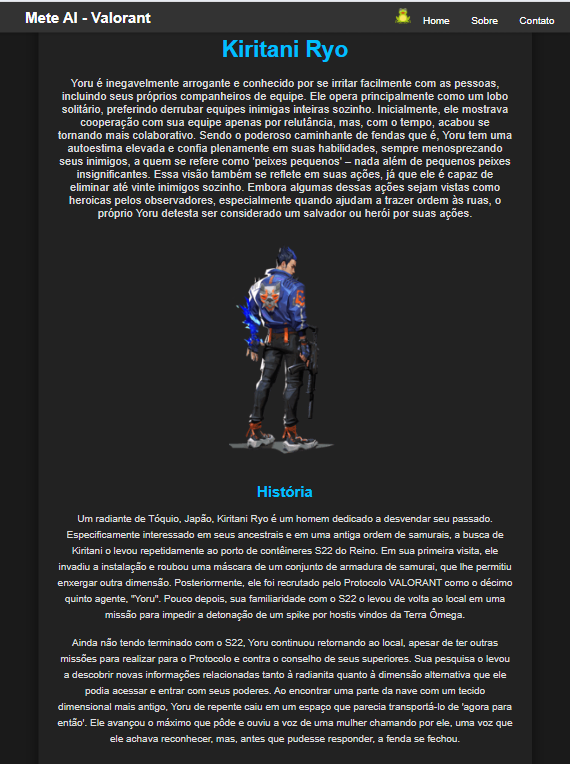 Mete AI - Valorant
Home Sobre Contato
Kiritani Ryo
Yoru é inegavelmente arrogante e conhecido por se irritar facilmente com as pessoas,
incluindo seus próprios companheiros de equipe. Ele opera principalmente como um lobo
solitário, preferindo derrubar equipes inimigas inteiras sozinho. Inicialmente, ele mostrava
cooperação com sua equipe apenas por relutância, mas, com o tempo, acabou se
tornando mais colaborativo. Sendo o poderoso caminhante de fendas que é, Yoru tem uma
autoestima elevada e confia plenamente em suas habilidades, sempre menosprezando
seus inimigos, a quem se refere como 'peixes pequenos' – nada além de pequenos peixes
insignificantes. Essa visão também se reflete em suas ações, já que ele é capaz de
eliminar até vinte inimigos sozinho. Embora algumas dessas ações sejam vistas como
heroicas pelos observadores, especialmente quando ajudam a trazer ordem às ruas, o
próprio Yoru detesta ser considerado um salvador ou herói por suas ações.
História
Um radiante de Tóquio, Japão, Kiritani Ryo é um homem dedicado a desvendar seu passado.
Especificamente interessado em seus ancestrais e em uma antiga ordem de samurais, a busca de
Kiritani o levou repetidamente ao porto de contêineres S22 do Reino. Em sua primeira visita, ele
invadiu a instalação e roubou uma máscara de um conjunto de armadura de samurai, que lhe permitiu
enxergar outra dimensão. Posteriormente, ele foi recrutado pelo Protocolo VALORANT como o décimo
quinto agente, "Yoru". Pouco depois, sua familiaridade com o S22 o levou de volta ao local em uma
missão para impedir a detonação de um spike por hostis vindos da Terra Ômega.
Ainda não tendo terminado com o S22, Yoru continuou retornando ao local, apesar de ter outras
missões para realizar para o Protocolo e contra o conselho de seus superiores. Sua pesquisa o levou
a descobrir novas informações relacionadas tanto à radianita quanto à dimensão alternativa que ele
podia acessar e entrar com seus poderes. Ao encontrar uma parte da nave com um tecido
dimensional mais antigo, Yoru de repente caiu em um espaço que parecia transportá-lo de 'agora para
então'. Ele avançou o máximo que pôde e ouviu a voz de uma mulher chamando por ele, uma voz que
ele achava reconhecer, mas, antes que pudesse responder, a fenda se fechou.